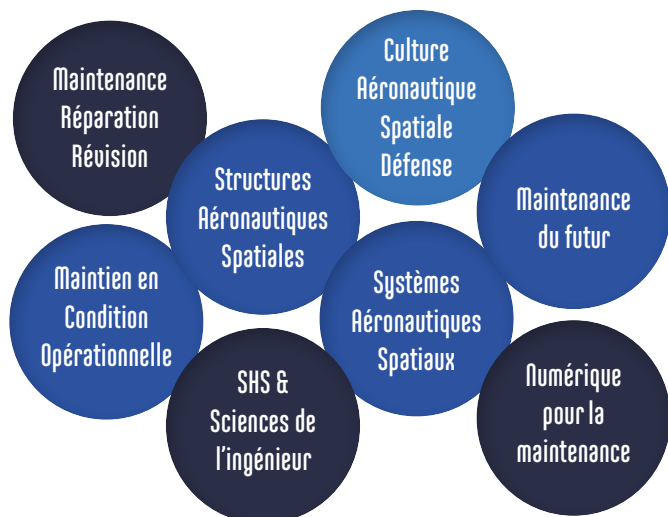 Maintenance
Réparation
Révision
Culture
Aéronautique
Spatiale
Défense
Structures
Aéronautiques
Spatiales
Maintenance
du futur
Maintien en
Condition
Opérationnelle
Systèmes
Aéronautiques
Spatiaux
SHS &
Sciences de
l'ingénieur
Numérique
pour la
maintenance